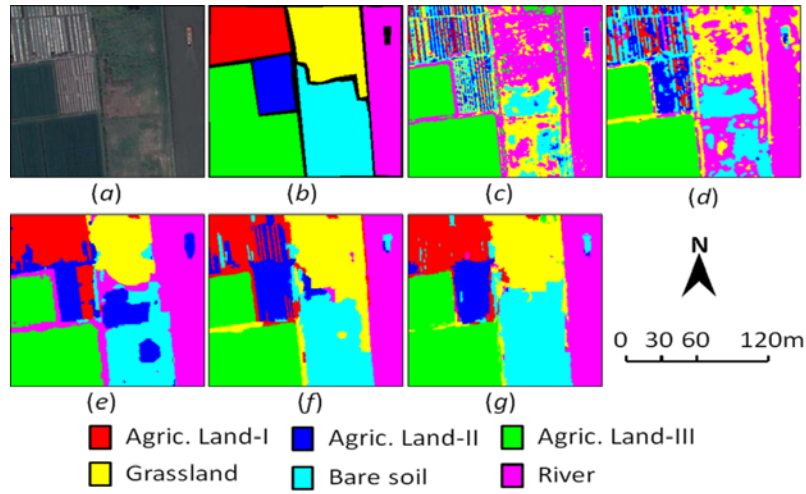 (a)
(b)
(c)
(d)
(e)
(f)
(g)
N
0 30 60 120m
Agric. Land-I Agric. Land-II Agric. Land-III
Grassland Bare soil River